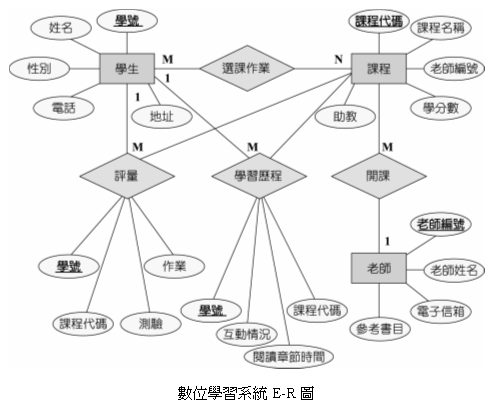 學號
姓名
課程代碼
課程名稱
性別
學生
M
選課作業
N
課程
老師編號
1
電話
1
地址
助教
學分數
M
M
M
評量
學習歷程
開課
老師編號
學號
作業
1
老師
老師姓名
課程代碼
測驗
學號
互動情況
閱讀章節時間
課程代碼
參考書目
電子信箱
數位學習系統 E-R 圖